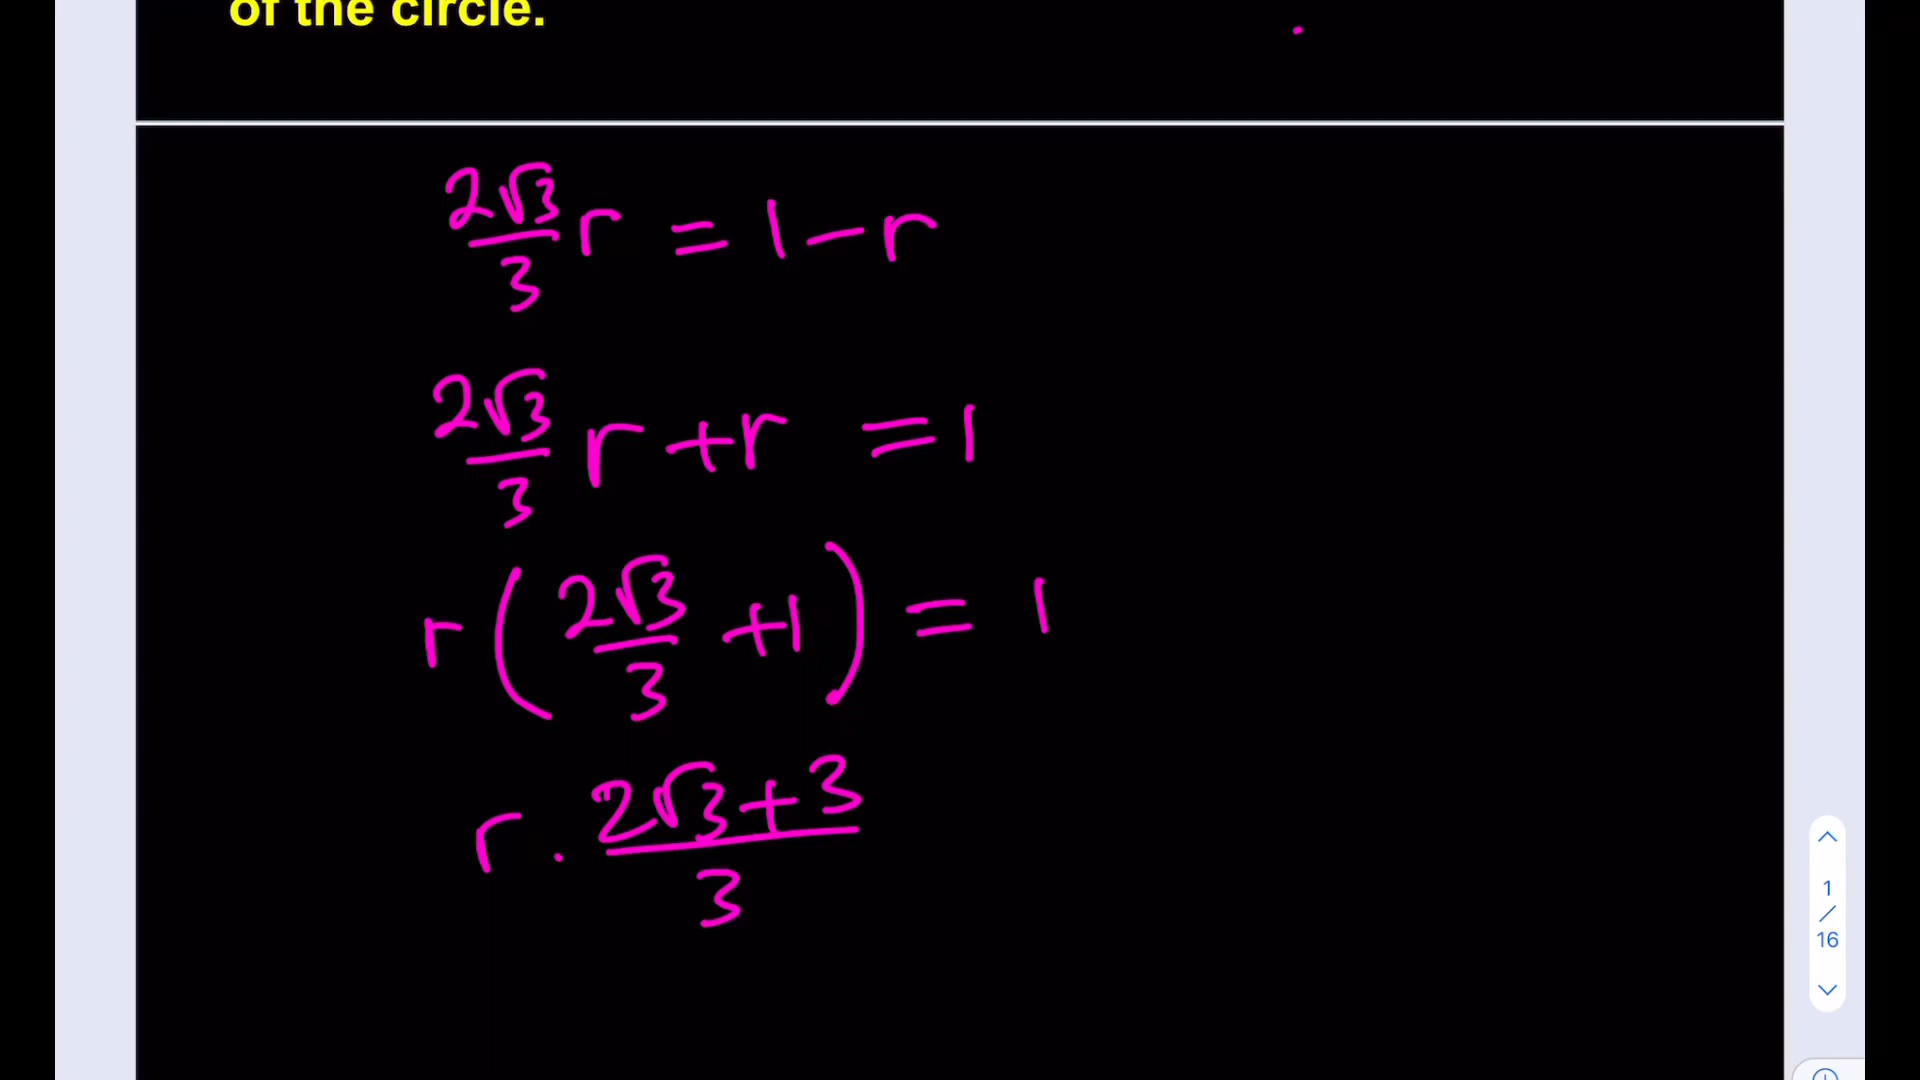 of the circle.
2√3/3 r = 1 - r
2√3/3 r + r = 1
r(2√3/3 + 1) = 1
r · 2√3+3/3
1
/
16